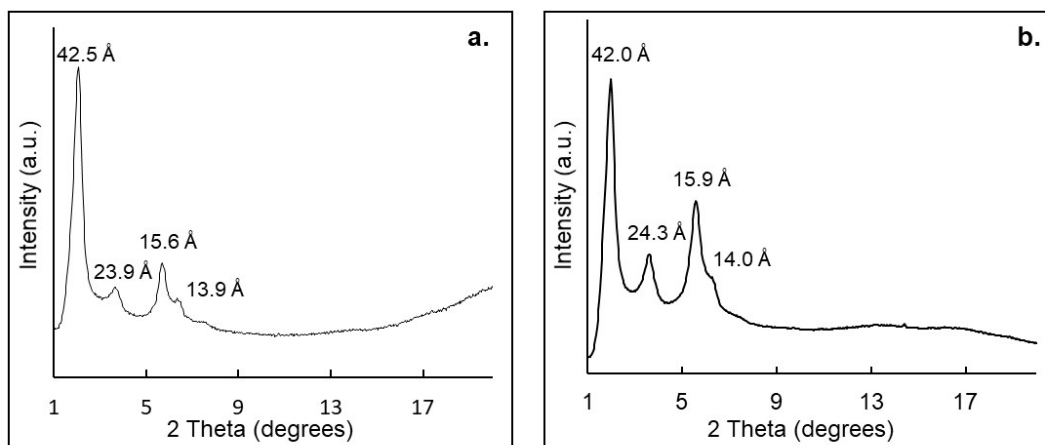 a.
42.5 Å
23.9 Å
15.6 Å
13.9 Å
Intensity (a.u.)
1 5 9 13 17
2 Theta (degrees)
b.
42.0 Å
24.3 Å
15.9 Å
14.0 Å
Intensity (a.u.)
1 5 9 13 17
2 Theta (degrees)